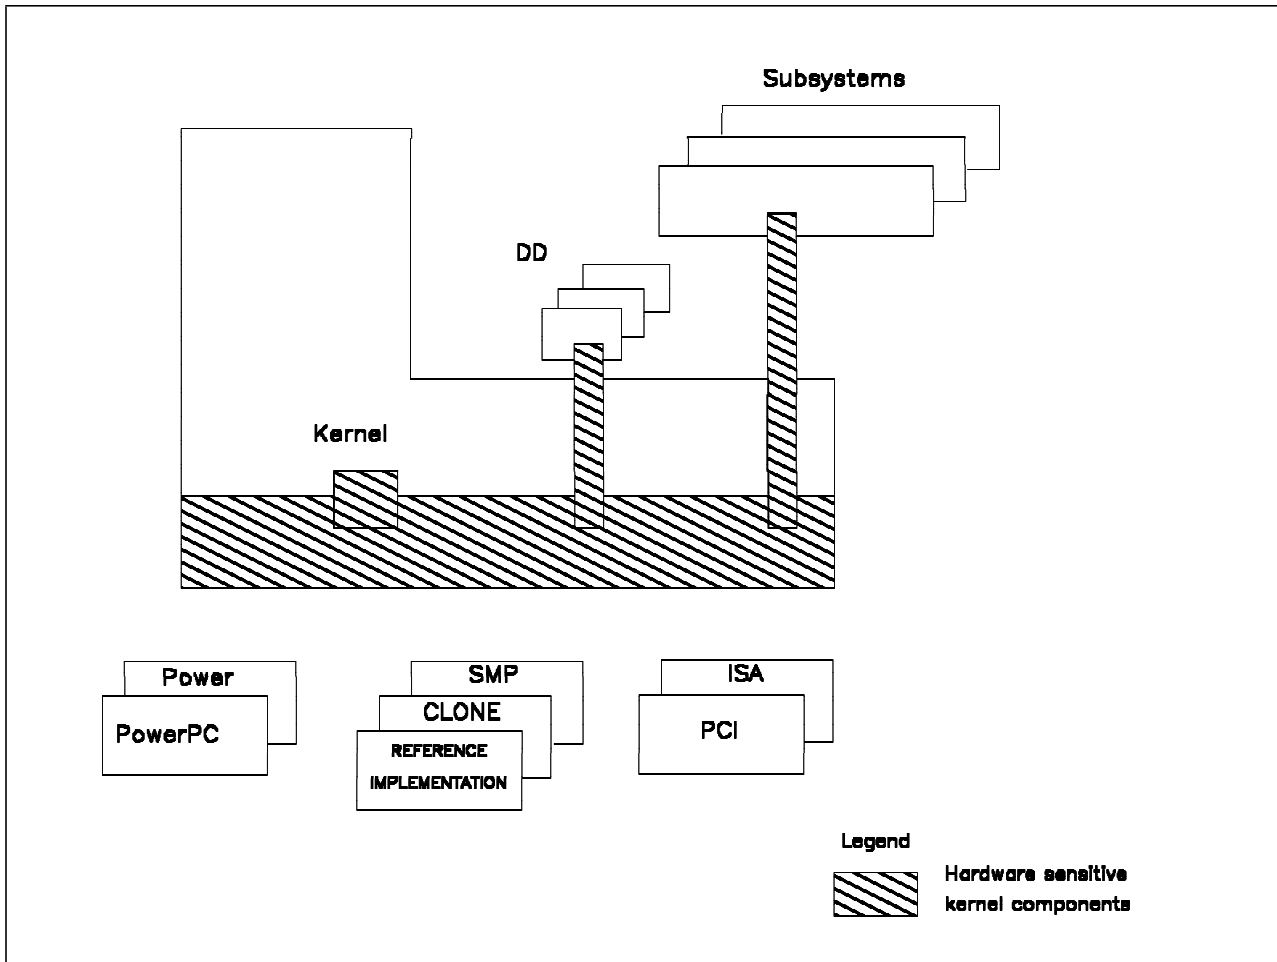 Subsystems
DD
Kernel
Power
PowerPC
SMP
CLONE
REFERENCE
IMPLEMENTATION
ISA
PCI
Legend
Hardware sensitive
kernel components